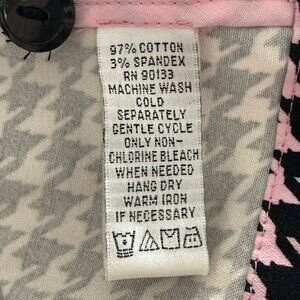 97% COTTON
3% SPANDEX
RN 90133
MACHINE WASH
COLD
SEPARATELY
GENTLE CYCLE
ONLY NON-
CHLORINE BLEACH
WHEN NEEDED
HANG DRY
WARM IRON
IF NECESSARY